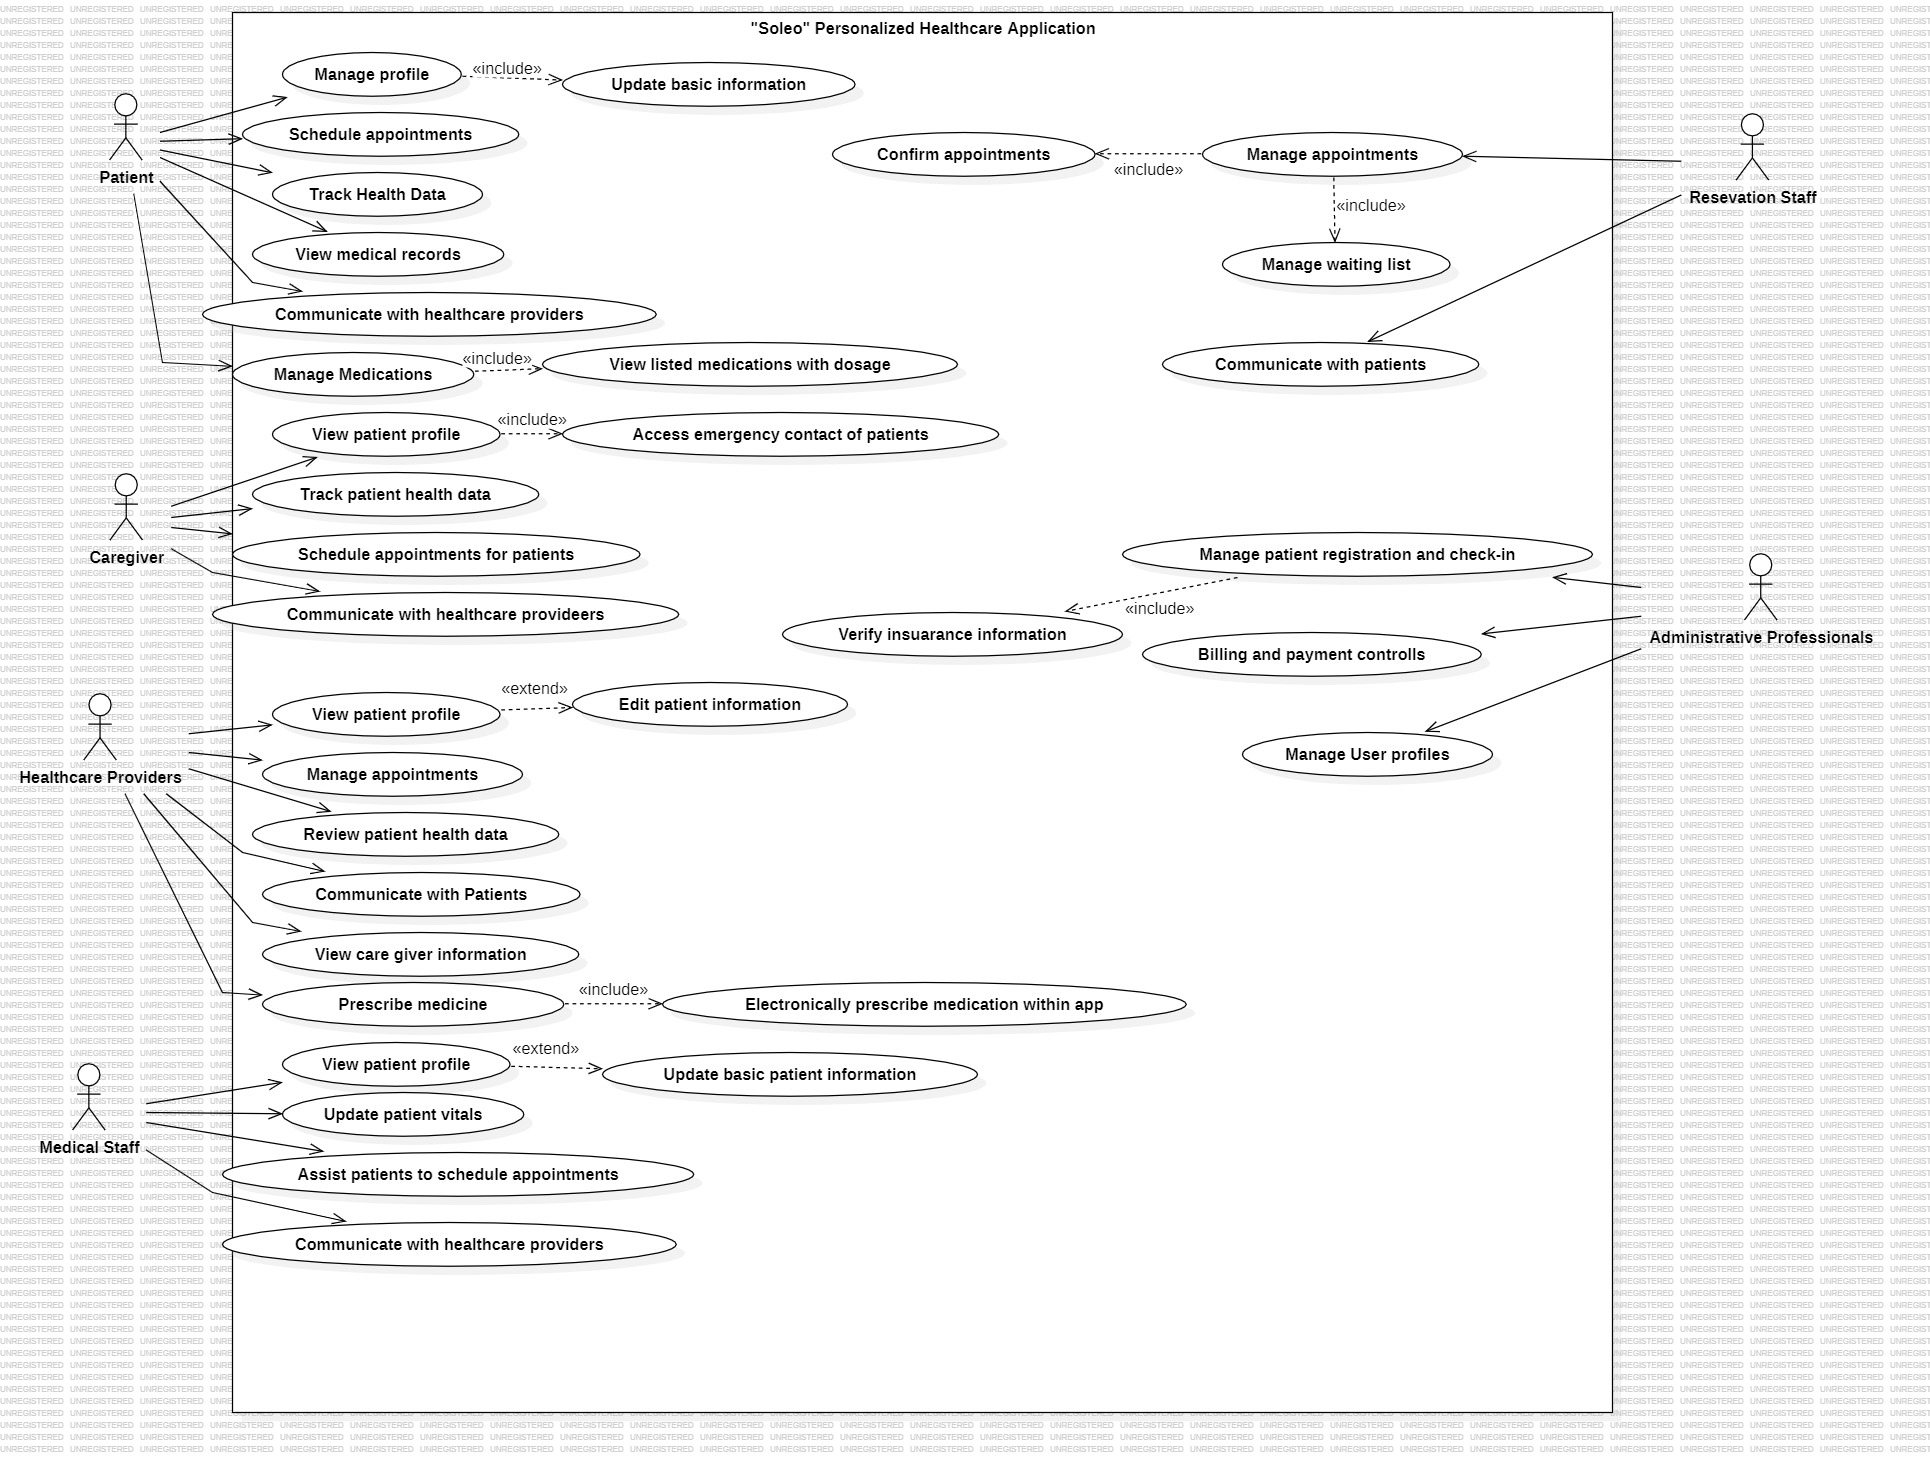 "Soleo" Personalized Healthcare Application
Manage profile
«include»
Update basic information
Schedule appointments
Patient
Track Health Data
View medical records
Communicate with healthcare providers
Manage Medications
«include»
View listed medications with dosage
Confirm appointments
«include»
Manage appointments
«include»
Resevation Staff
Manage waiting list
Communicate with patients
View patient profile
«include»
Access emergency contact of patients
Track patient health data
Caregiver
Schedule appointments for patients
Communicate with healthcare provideers
Manage patient registration and check-in
«include»
Verify insuarance information
Administrative Professionals
Billing and payment controlls
Manage User profiles
View patient profile
«extend»
Edit patient information
Healthcare Providers
Manage appointments
Review patient health data
Communicate with Patients
View care giver information
Prescribe medicine
«include»
Electronically prescribe medication within app
View patient profile
«extend»
Update basic patient information
Update patient vitals
Medical Staff
Assist patients to schedule appointments
Communicate with healthcare providers
UNREGISTERED